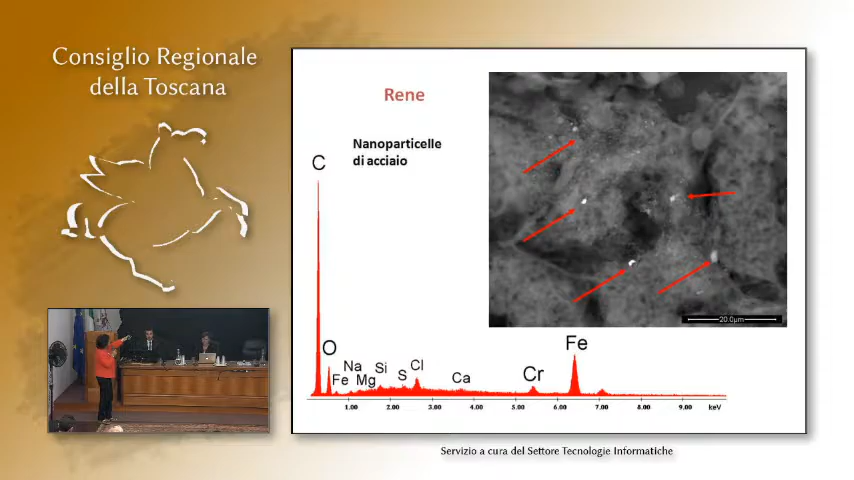 Consiglio Regionale
della Toscana
Rene
Nanoparticelle
di acciaio
C
O
Fe
Na
Mg
Si
S
Cl
Ca
Cr
Fe
20.0µm
1.00 2.00 3.00 4.00 5.00 6.00 7.00 8.00 9.00 keV
Servizio a cura del Settore Tecnologie Informatiche